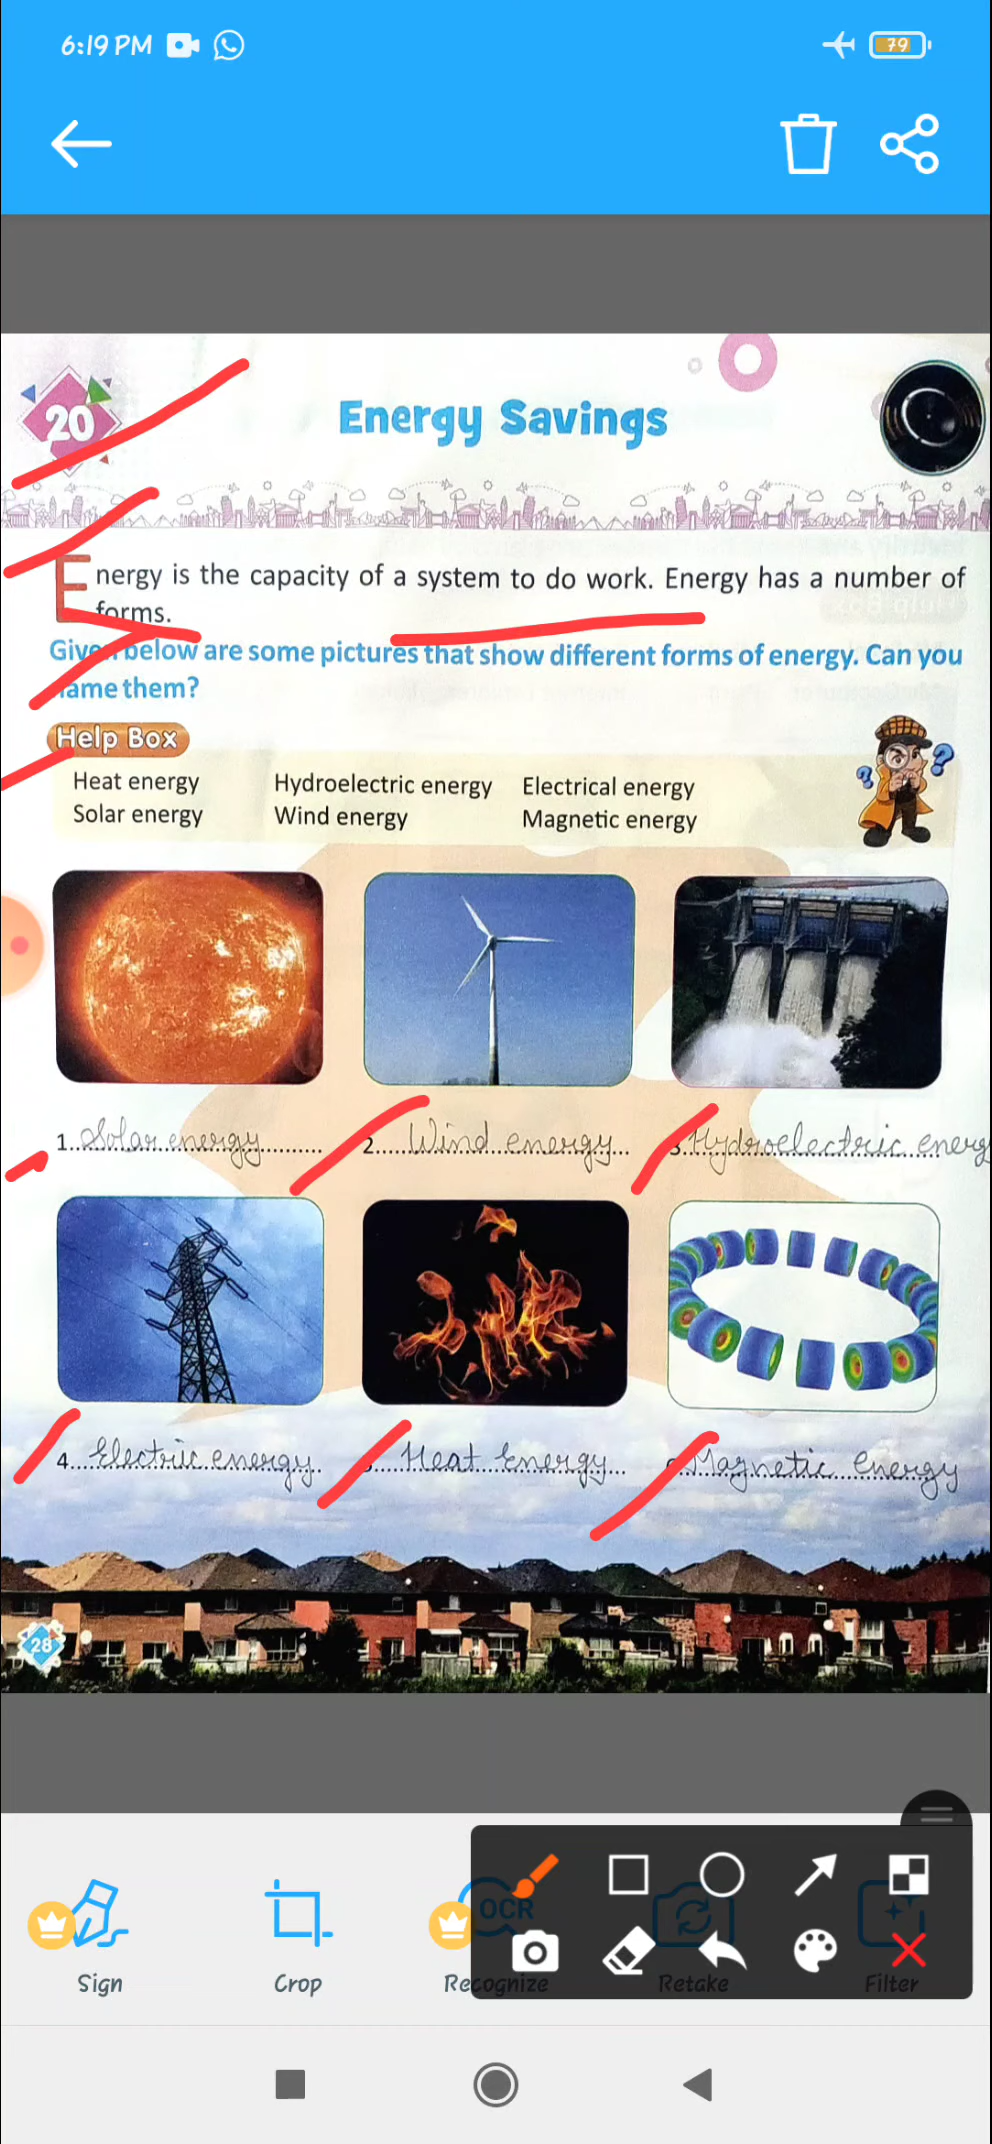 6:19 PM
79
20
Energy Savings
Energy is the capacity of a system to do work. Energy has a number of
forms.
Given below are some pictures that show different forms of energy. Can you
name them?
Help Box
Heat energy Hydroelectric energy Electrical energy
Solar energy Wind energy Magnetic energy
1. Solar energy 2. Wind energy 3. Hydroelectric energy
4. Electric energy Heat Energy Magnetic Energy
28
OCR
Sign Crop Recognize Retake Filter